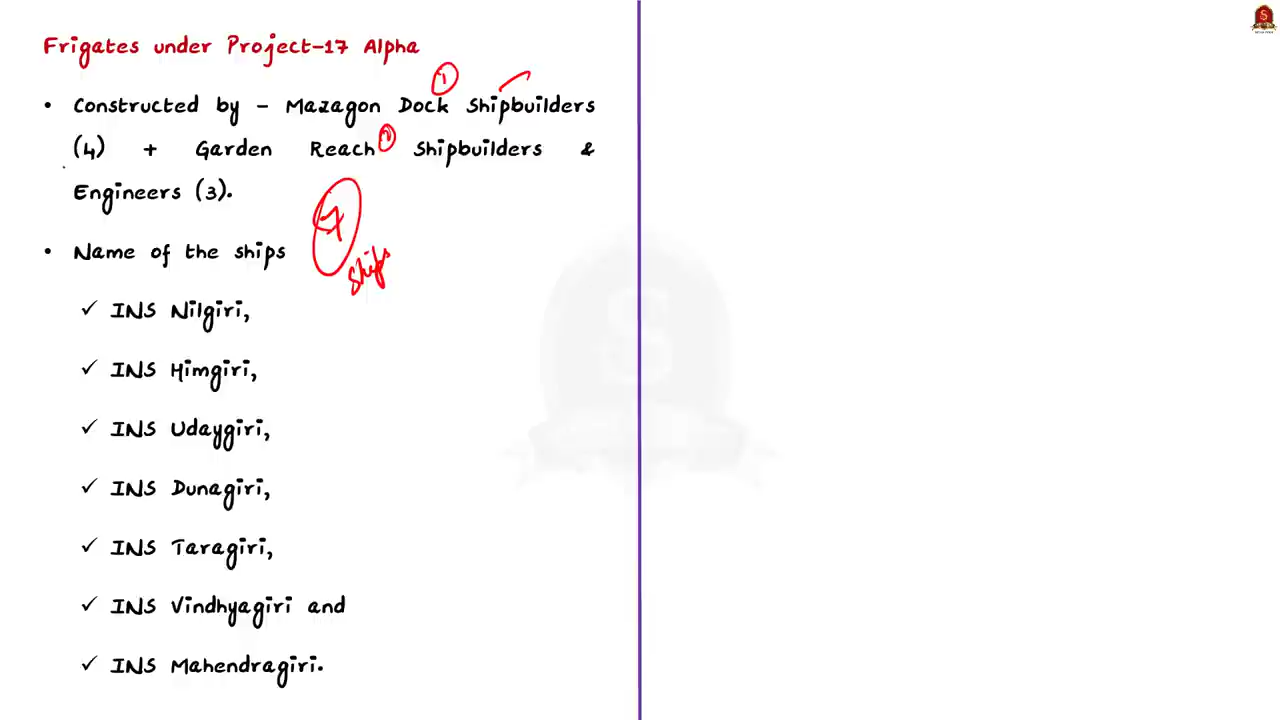 Frigates under Project-17 Alpha
①
• Constructed by - Mazagon Dock Shipbuilders
(4) + Garden Reach ② Shipbuilders &
Engineers (3).
7
ships
• Name of the ships
✓ INS Nilgiri,
✓ INS Himgiri,
✓ INS Udaygiri,
✓ INS Dunagiri,
✓ INS Taragiri,
✓ INS Vindhyagiri and
✓ INS Mahendragiri.
S